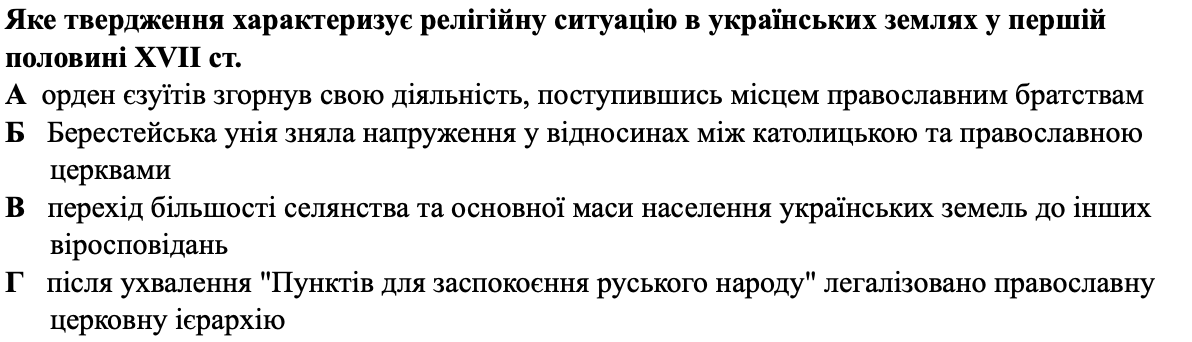 Яке твердження характеризує релігійну ситуацію в українських землях у першій
половині XVII ст.
А орден єзуїтів згорнув свою діяльність, поступившись місцем православним братствам
Б Берестейська унія зняла напруження у відносинах між католицькою та православною
церквами
В перехід більшості селянства та основної маси населення українських земель до інших
віросповідань
Г після ухвалення "Пунктів для заспокоєння руського народу" легалізовано православну
церковну ієрархію